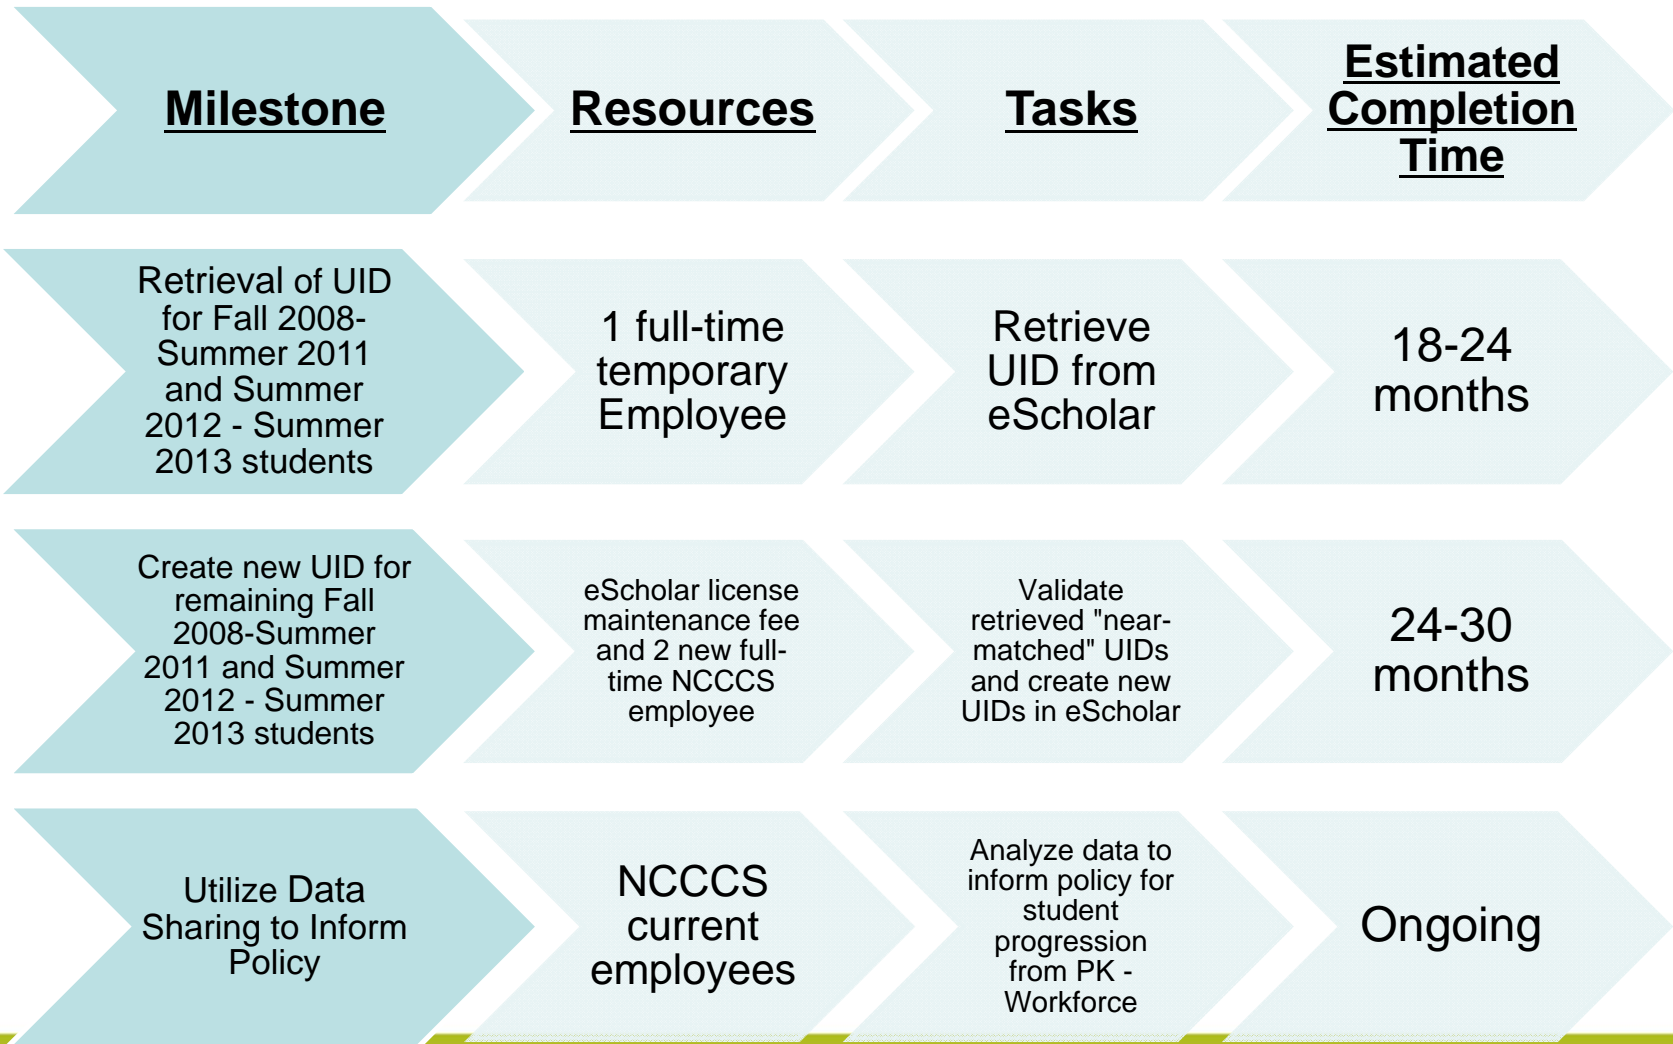 Milestone
Resources
Tasks
Estimated
Completion
Time
Retrieval of UID
for Fall 2008-
Summer 2011
and Summer
2012 - Summer
2013 students
1 full-time
temporary
Employee
Retrieve
UID from
eScholar
18-24
months
Create new UID for
remaining Fall
2008-Summer
2011 and Summer
2012 - Summer
2013 students
eScholar license
maintenance fee
and 2 new full-
time NCCCS
employee
Validate
retrieved "near-
matched" UIDs
and create new
UIDs in eScholar
24-30
months
Utilize Data
Sharing to Inform
Policy
NCCCS
current
employees
Analyze data to
inform policy for
student
progression
from PK -
Workforce
Ongoing